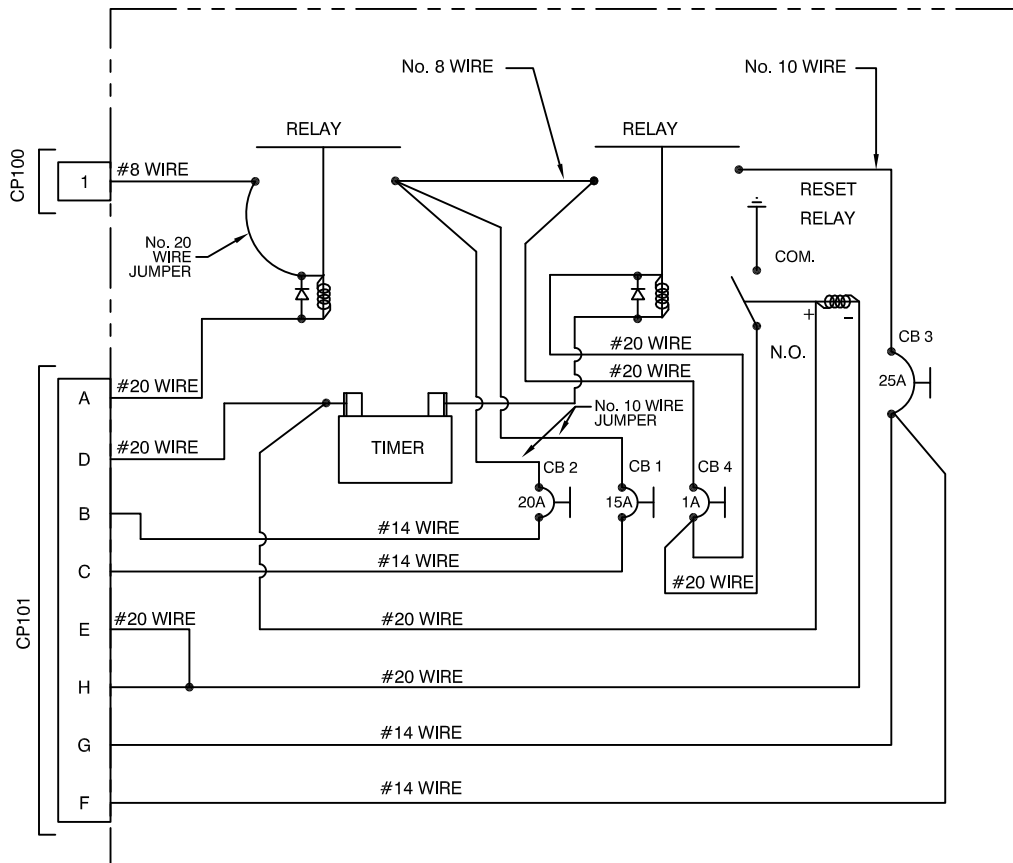 No. 8 WIRE
No. 10 WIRE
RELAY
RELAY
CP100
1
#8 WIRE
RESET
RELAY
No. 20
WIRE
JUMPER
COM.
+
–
N.O.
CB 3
25A
#20 WIRE
#20 WIRE
CP101
A
#20 WIRE
No. 10 WIRE
JUMPER
TIMER
D
#20 WIRE
CB 2
CB 1
CB 4
20A
15A
1A
B
#14 WIRE
C
#14 WIRE
#20 WIRE
E
#20 WIRE
#20 WIRE
H
#20 WIRE
G
#14 WIRE
F
#14 WIRE